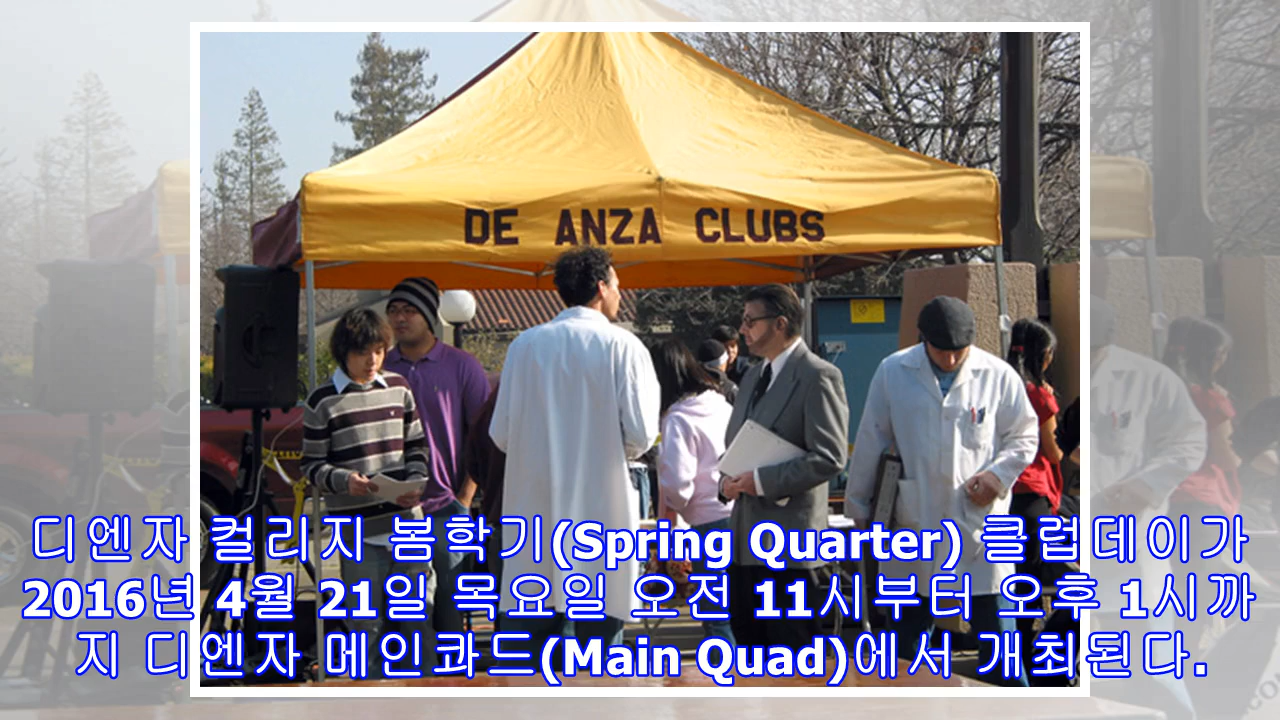 DE ANZA CLUBS
디엔자 컬리지 봄학기(Spring Quarter) 클럽데이가
2016년 4월 21일 목요일 오전 11시부터 오후 1시까
지 디엔자 메인콰드(Main Quad)에서 개최된다.